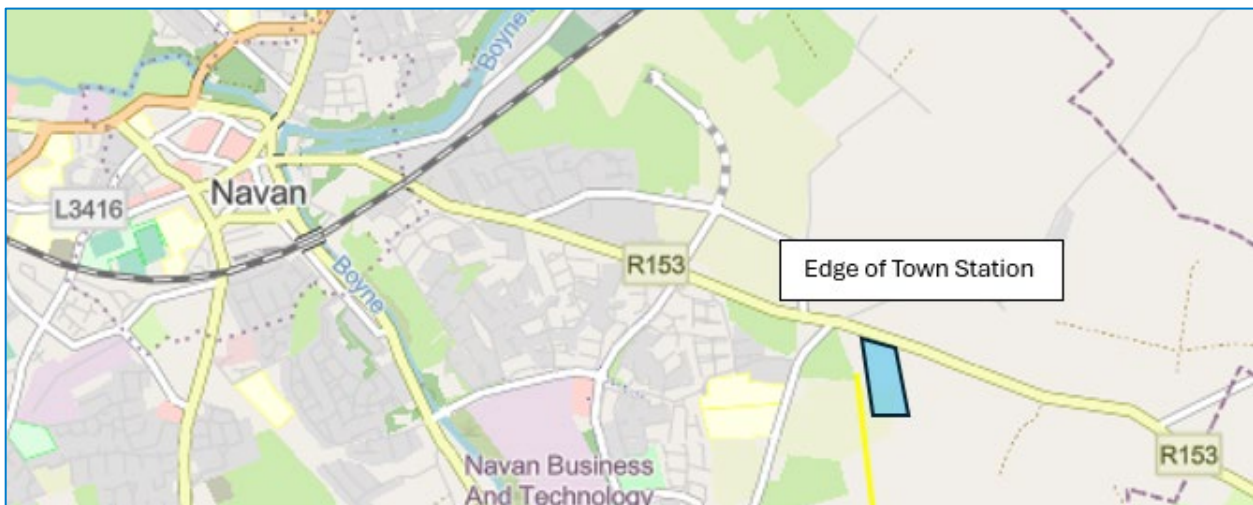 Boyne
Navan
L3416
R153
Edge of Town Station
Boyne
R153
Navan Business
And Technology